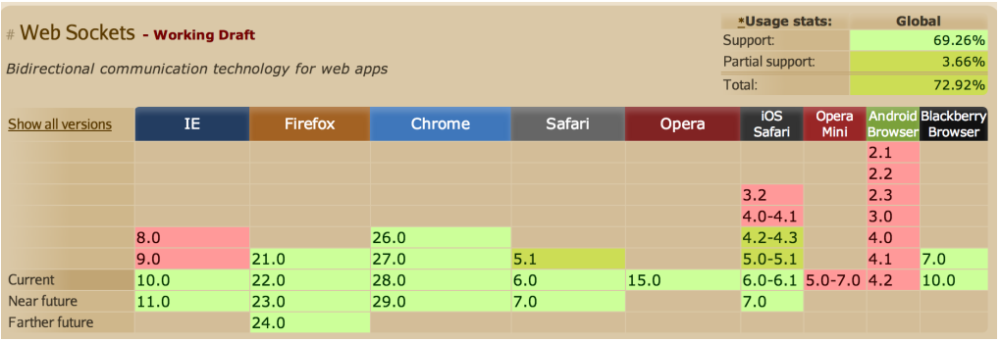 # Web Sockets - Working Draft
*Usage stats: Global
Support: 69.26%
Partial support: 3.66%
Total: 72.92%
Bidirectional communication technology for web apps
Show all versions IE Firefox Chrome Safari Opera iOS Safari Opera Mini Android Browser Blackberry Browser
2.1
2.2
3.2 2.3
4.0-4.1 3.0
8.0 26.0 4.2-4.3 4.0
9.0 21.0 27.0 5.1 5.0-5.1 4.1 7.0
Current 10.0 22.0 28.0 6.0 15.0 6.0-6.1 5.0-7.0 4.2 10.0
Near future 11.0 23.0 29.0 7.0 7.0
Farther future 24.0